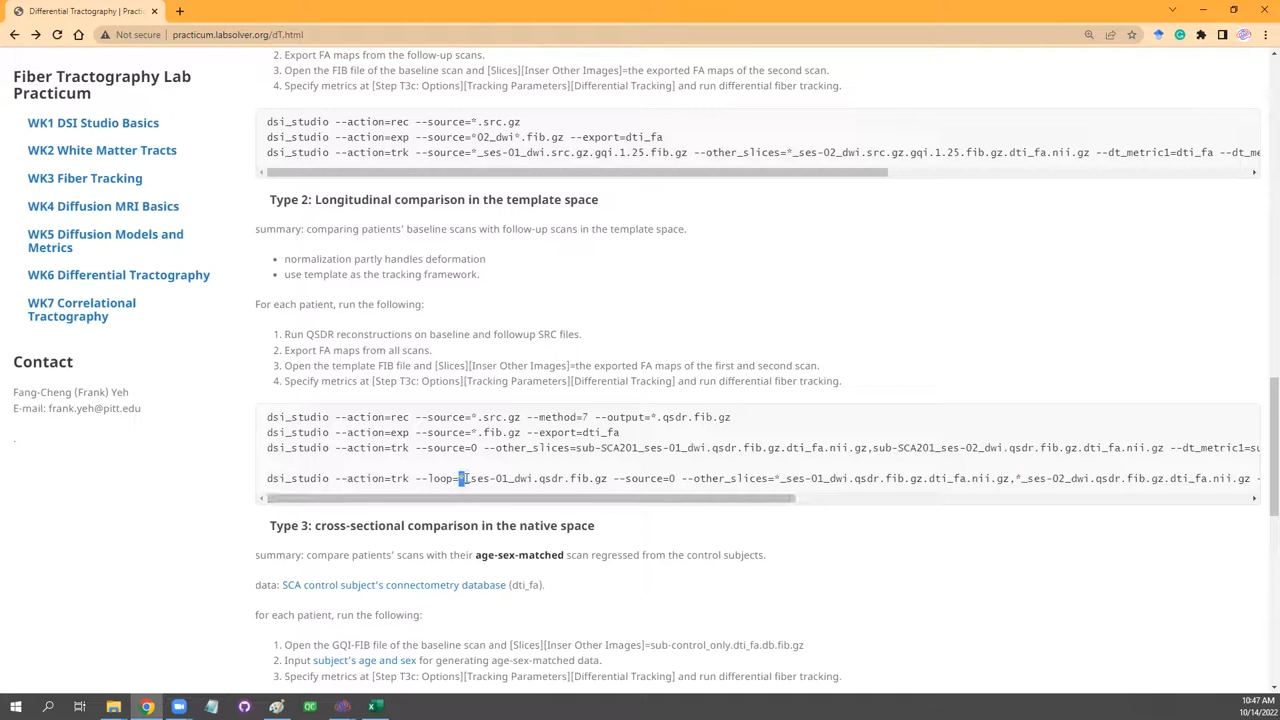 Differential Tractography | Practic
Not secure
practicum.labsolver.org/dT.html
Fiber Tractography Lab
Practicum
WK1 DSI Studio Basics
WK2 White Matter Tracts
WK3 Fiber Tracking
WK4 Diffusion MRI Basics
WK5 Diffusion Models and
Metrics
WK6 Differential Tractography
WK7 Correlational
Tractography
Contact
Fang-Cheng (Frank) Yeh
E-mail: frank.yeh@pitt.edu
.
2. Export FA maps from the follow-up scans.
3. Open the FIB file of the baseline scan and [Slices][Inser Other Images]=the exported FA maps of the second scan.
4. Specify metrics at [Step T3c: Options][Tracking Parameters][Differential Tracking] and run differential fiber tracking.
dsi_studio --action=rec --source=*.src.gz
dsi_studio --action=exp --source=*02_dwi*.fib.gz --export=dti_fa
dsi_studio --action=trk --source=*_ses-01_dwi.src.gz.gqi.1.25.fib.gz --other_slices=*_ses-02_dwi.src.gz.gqi.1.25.fib.gz.dti_fa.nii.gz --dt_metric1=dti_fa --dt_me
Type 2: Longitudinal comparison in the template space
summary: comparing patients' baseline scans with follow-up scans in the template space.
• normalization partly handles deformation
• use template as the tracking framework.
For each patient, run the following:
1. Run QSDR reconstructions on baseline and followup SRC files.
2. Export FA maps from all scans.
3. Open the template FIB file and [Slices][Inser Other Images]=the exported FA maps of the first and second scan.
4. Specify metrics at [Step T3c: Options][Tracking Parameters][Differential Tracking] and run differential fiber tracking.
dsi_studio --action=rec --source=*.src.gz --method=7 --output=*.qsdr.fib.gz
dsi_studio --action=exp --source=*.fib.gz --export=dti_fa
dsi_studio --action=trk --source=0 --other_slices=sub-SCA201_ses-01_dwi.qsdr.fib.gz.dti_fa.nii.gz,sub-SCA201_ses-02_dwi.qsdr.fib.gz.dti_fa.nii.gz --dt_metric1=su
dsi_studio --action=trk --loop=*_ses-01_dwi.qsdr.fib.gz --source=0 --other_slices=*_ses-01_dwi.qsdr.fib.gz.dti_fa.nii.gz,*_ses-02_dwi.qsdr.fib.gz.dti_fa.nii.gz -
Type 3: cross-sectional comparison in the native space
summary: compare patients' scans with their age-sex-matched scan regressed from the control subjects.
data: SCA control subject's connectometry database (dti_fa).
for each patient, run the following:
1. Open the GQI-FIB file of the baseline scan and [Slices][Inser Other Images]=sub-control_only.dti_fa.db.fib.gz
2. Input subject's age and sex for generating age-sex-matched data.
3. Specify metrics at [Step T3c: Options][Tracking Parameters][Differential Tracking] and run differential fiber tracking.
10:47 AM
10/14/2022